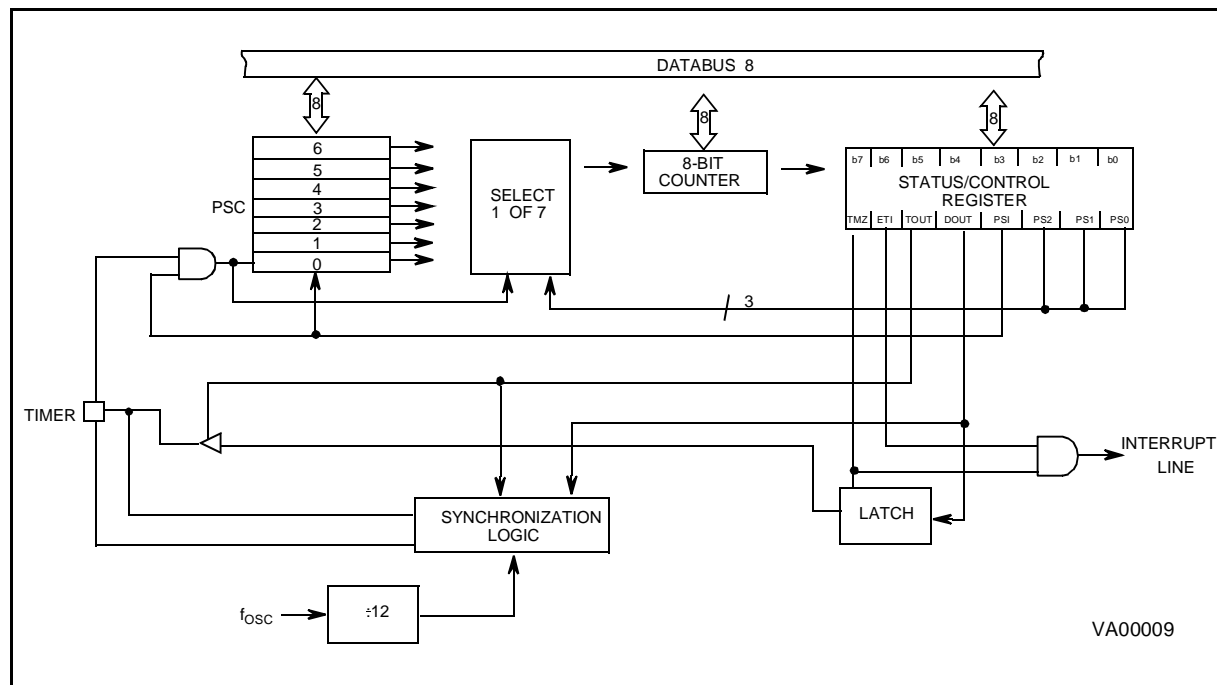 DATABUS 8
8
8
8
6
5
4
3
2
1
0
PSC
SELECT
1 OF 7
8-BIT
COUNTER
b7 b6 b5 b4 b3 b2 b1 b0
STATUS/CONTROL
REGISTER
TMZ ETI TOUT DOUT PSI PS2 PS1 PS0
3
TIMER
INTERRUPT
LINE
SYNCHRONIZATION
LOGIC
LATCH
fOSC
÷12
VA00009